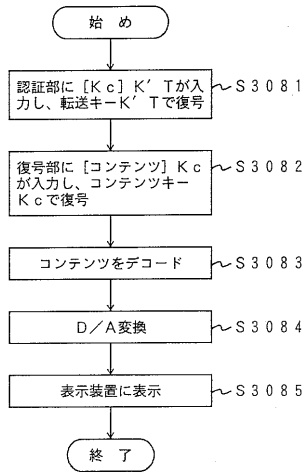 始 め
認証部に［Ｋｃ］Ｋ′Ｔが入
力し、転送キーＫ′Ｔで復号
Ｓ３０８１
復号部に［コンテンツ］Ｋｃ
が入力し、コンテンツキー
Ｋｃで復号
Ｓ３０８２
コンテンツをデコード
Ｓ３０８３
Ｄ／Ａ変換
Ｓ３０８４
表示装置に表示
Ｓ３０８５
終 了